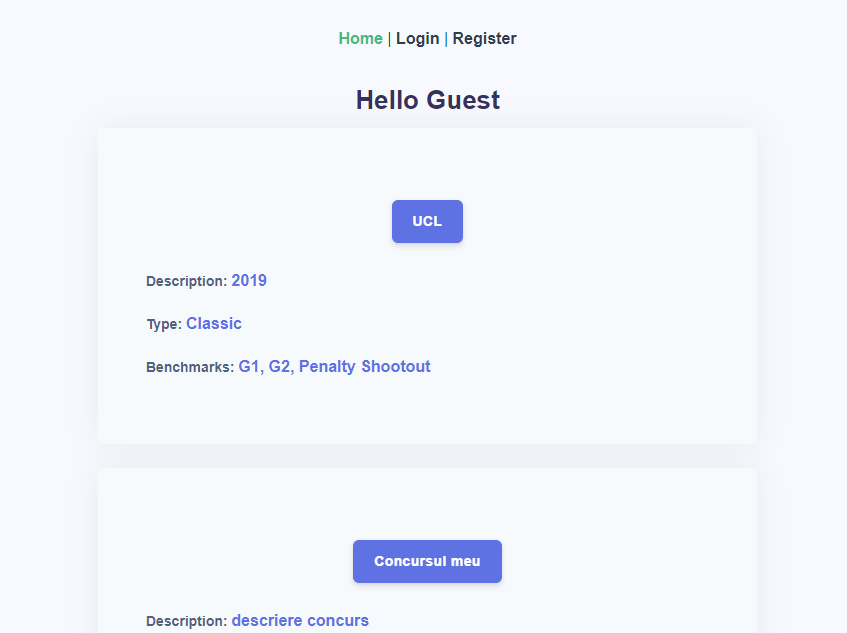 Home | Login | Register
Hello Guest
UCL
Description: 2019
Type: Classic
Benchmarks: G1, G2, Penalty Shootout
Concursul meu
Description: descriere concurs